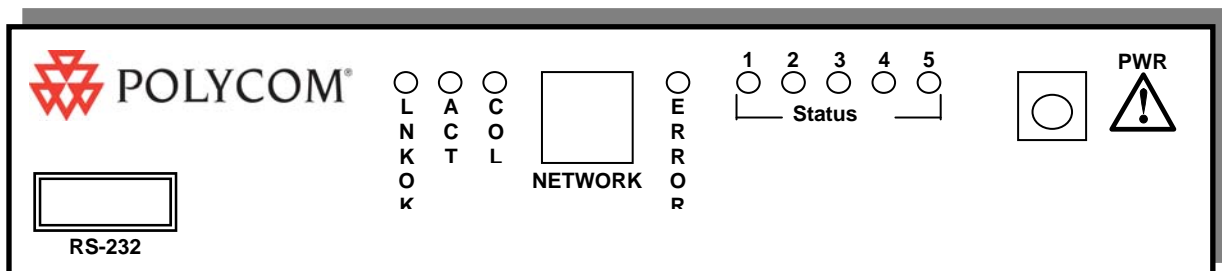 POLYCOM®
LNKOK
ACT
COL
NETWORK
ERROR
1 2 3 4 5
Status
PWR
RS-232